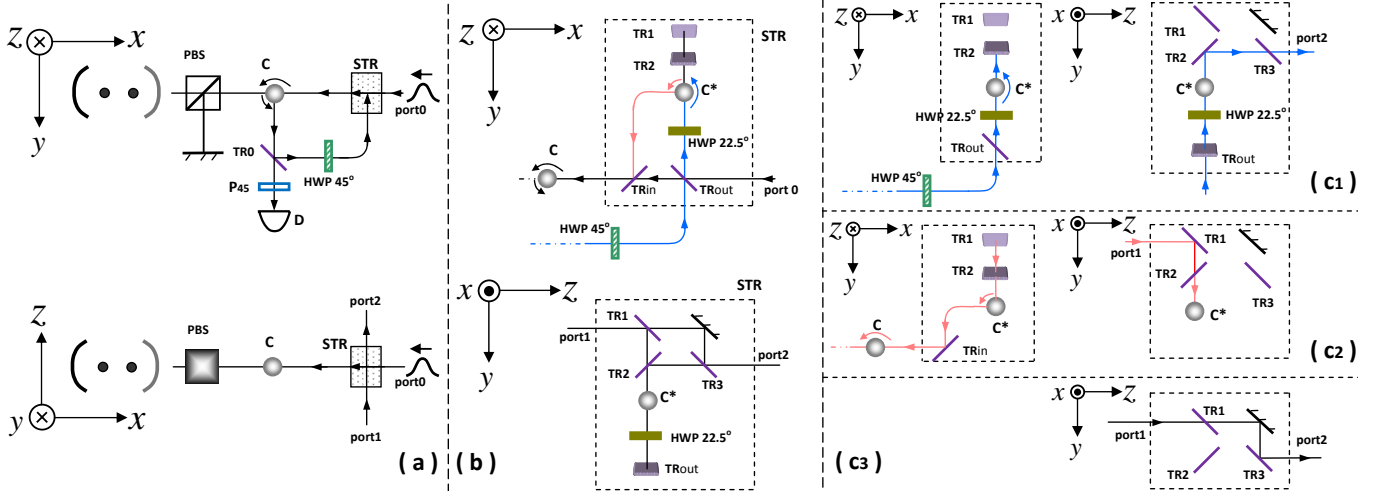 z
x
y
PBS
C
STR
port0
TR0
HWP 45°
P45
D
z
y
x
PBS
C
STR
port2
port0
port1
( a )
z
x
y
STR
TR1
TR2
C*
HWP 22.5°
C
TRin
TRout
port 0
HWP 45°
x
z
y
STR
TR1
port1
port2
TR2
TR3
C*
HWP 22.5°
TRout
( b )
z
x
y
TR1
TR2
C*
HWP 22.5°
TRout
HWP 45°
x
z
y
TR1
port2
TR2
TR3
C*
HWP 22.5°
TRout
( c1 )
z
x
y
TR1
TR2
C*
C
TRin
x
z
y
TR1
port1
TR2
TR3
C*
( c2 )
x
z
y
TR1
port1
port2
TR2
TR3
( c3 )